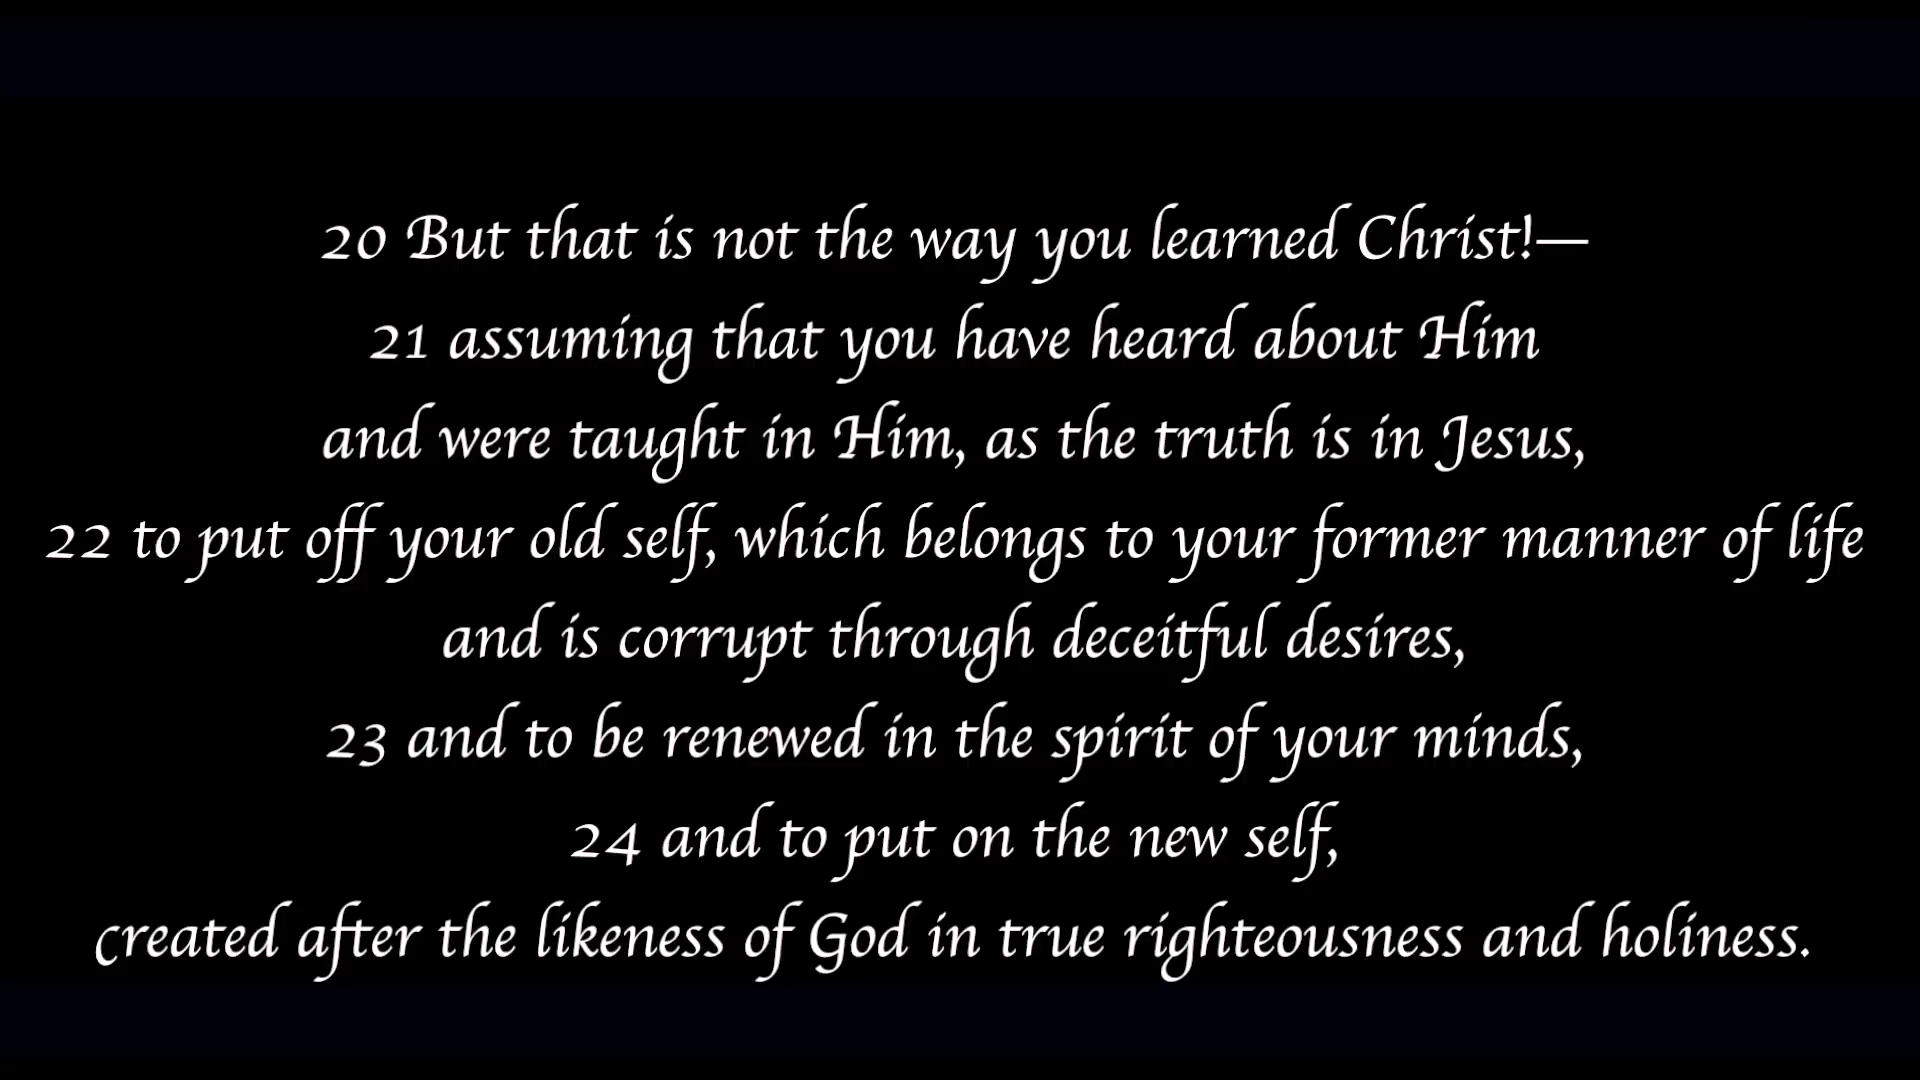 20 But that is not the way you learned Christ!—
21 assuming that you have heard about Him
and were taught in Him, as the truth is in Jesus,
22 to put off your old self, which belongs to your former manner of life
and is corrupt through deceitful desires,
23 and to be renewed in the spirit of your minds,
24 and to put on the new self,
created after the likeness of God in true righteousness and holiness.